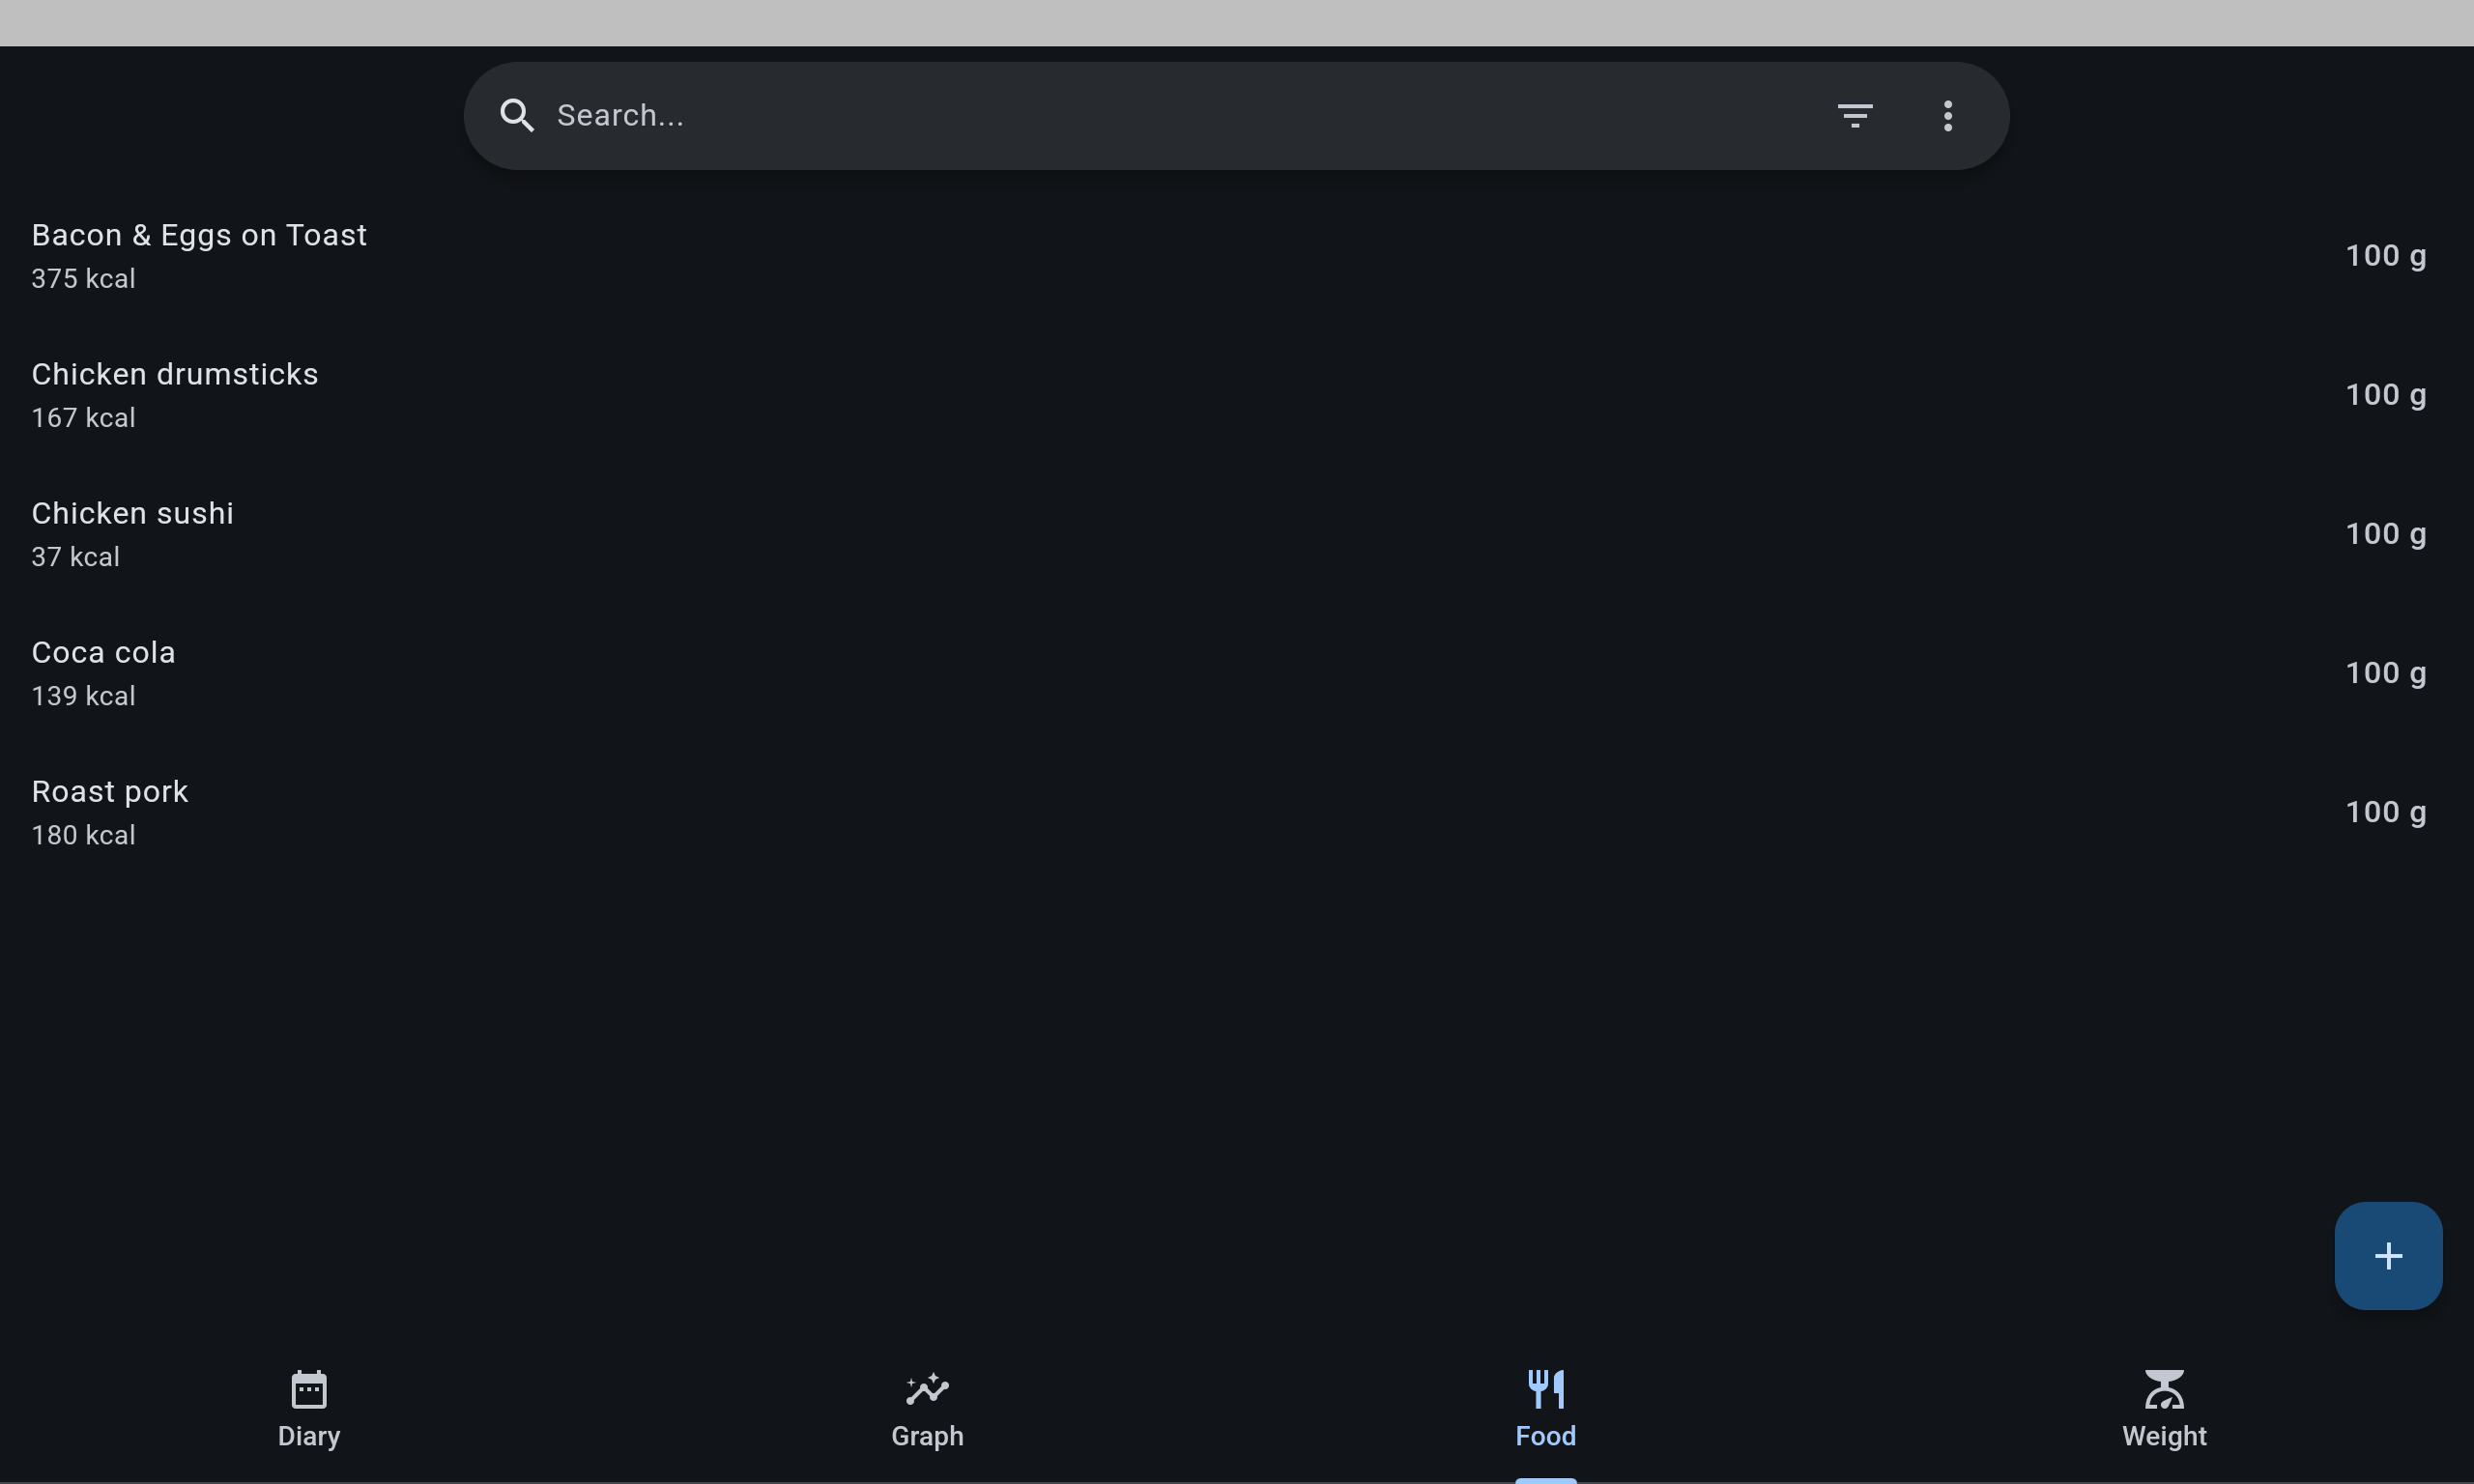 Search...
Bacon & Eggs on Toast
375 kcal
100 g
Chicken drumsticks
167 kcal
100 g
Chicken sushi
37 kcal
100 g
Coca cola
139 kcal
100 g
Roast pork
180 kcal
100 g
Diary
Graph
Food
Weight